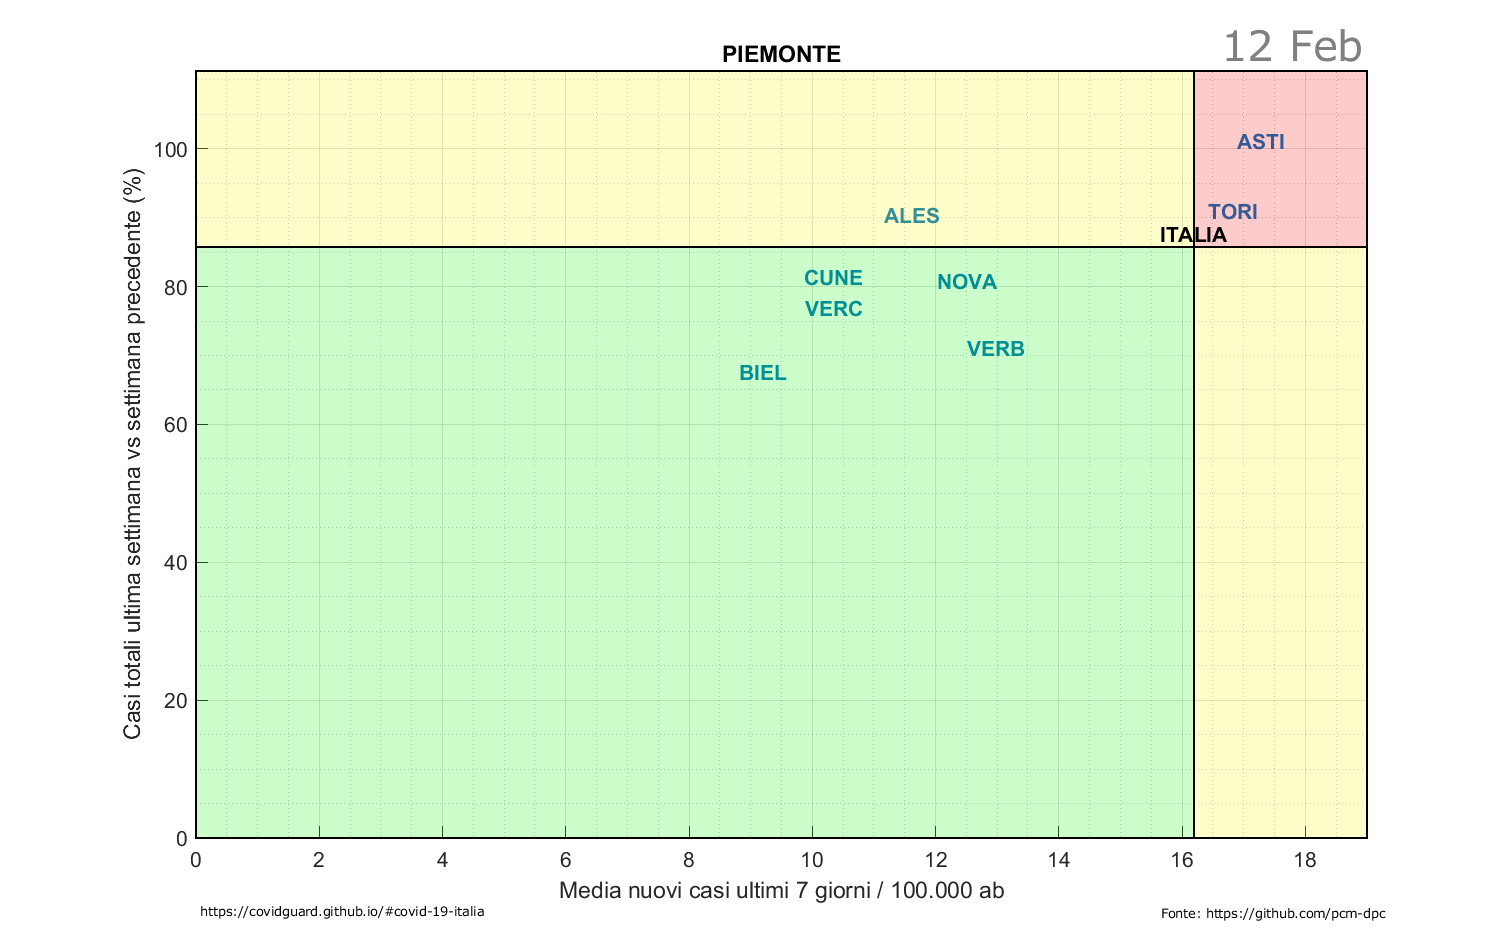 12 Feb
PIEMONTE
Casi totali ultima settimana vs settimana precedente (%)
100
80
60
40
20
0
ASTI
TORI
ALES
ITALIA
CUNE
NOVA
VERC
VERB
BIEL
0 2 4 6 8 10 12 14 16 18
Media nuovi casi ultimi 7 giorni / 100.000 ab
https://covidguard.github.io/#covid-19-italia
Fonte: https://github.com/pcm-dpc